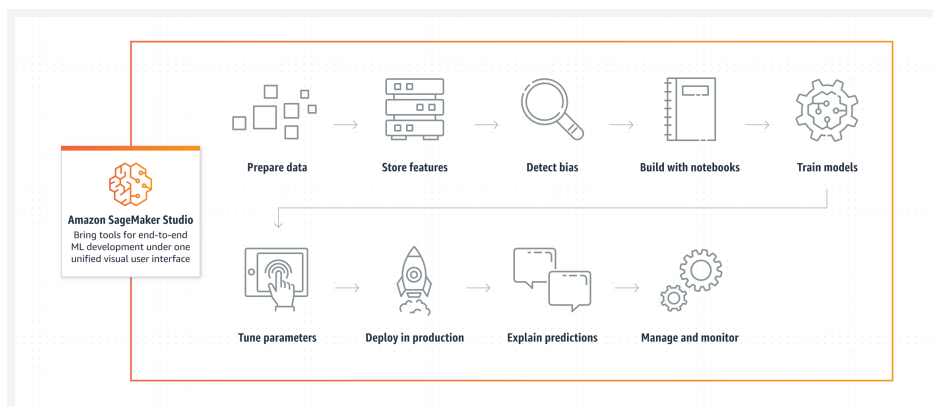 Prepare data
Store features
Detect bias
Build with notebooks
Train models
Amazon SageMaker Studio
Bring tools for end-to-end
ML development under one
unified visual user interface
Tune parameters
Deploy in production
Explain predictions
Manage and monitor